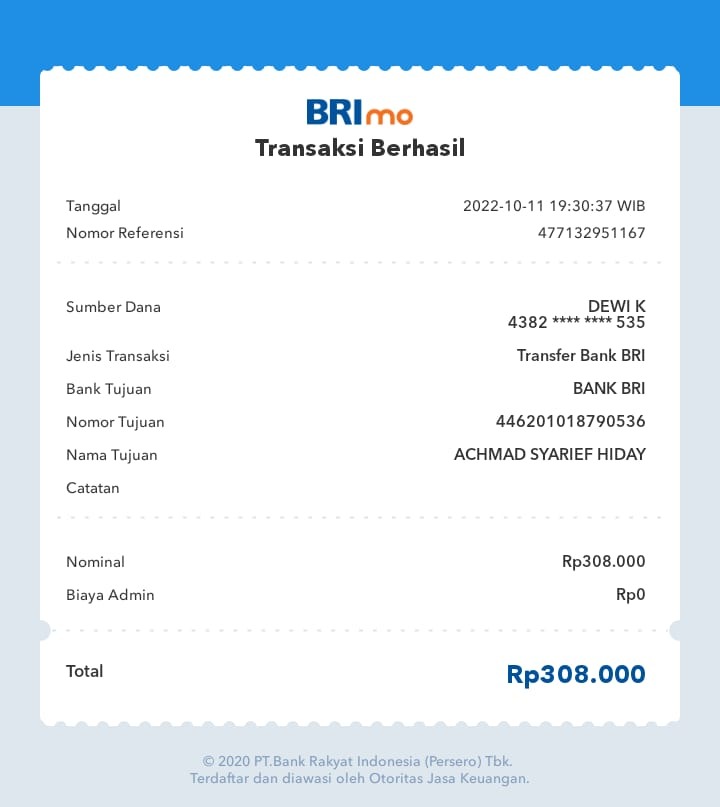 BRImo
Transaksi Berhasil
Tanggal 2022-10-11 19:30:37 WIB
Nomor Referensi 477132951167
Sumber Dana DEWI K
4382 **** **** 535
Jenis Transaksi Transfer Bank BRI
Bank Tujuan BANK BRI
Nomor Tujuan 446201018790536
Nama Tujuan ACHMAD SYARIEF HIDAY
Catatan
Nominal Rp308.000
Biaya Admin Rp0
Total Rp308.000
© 2020 PT.Bank Rakyat Indonesia (Persero) Tbk.
Terdaftar dan diawasi oleh Otoritas Jasa Keuangan.